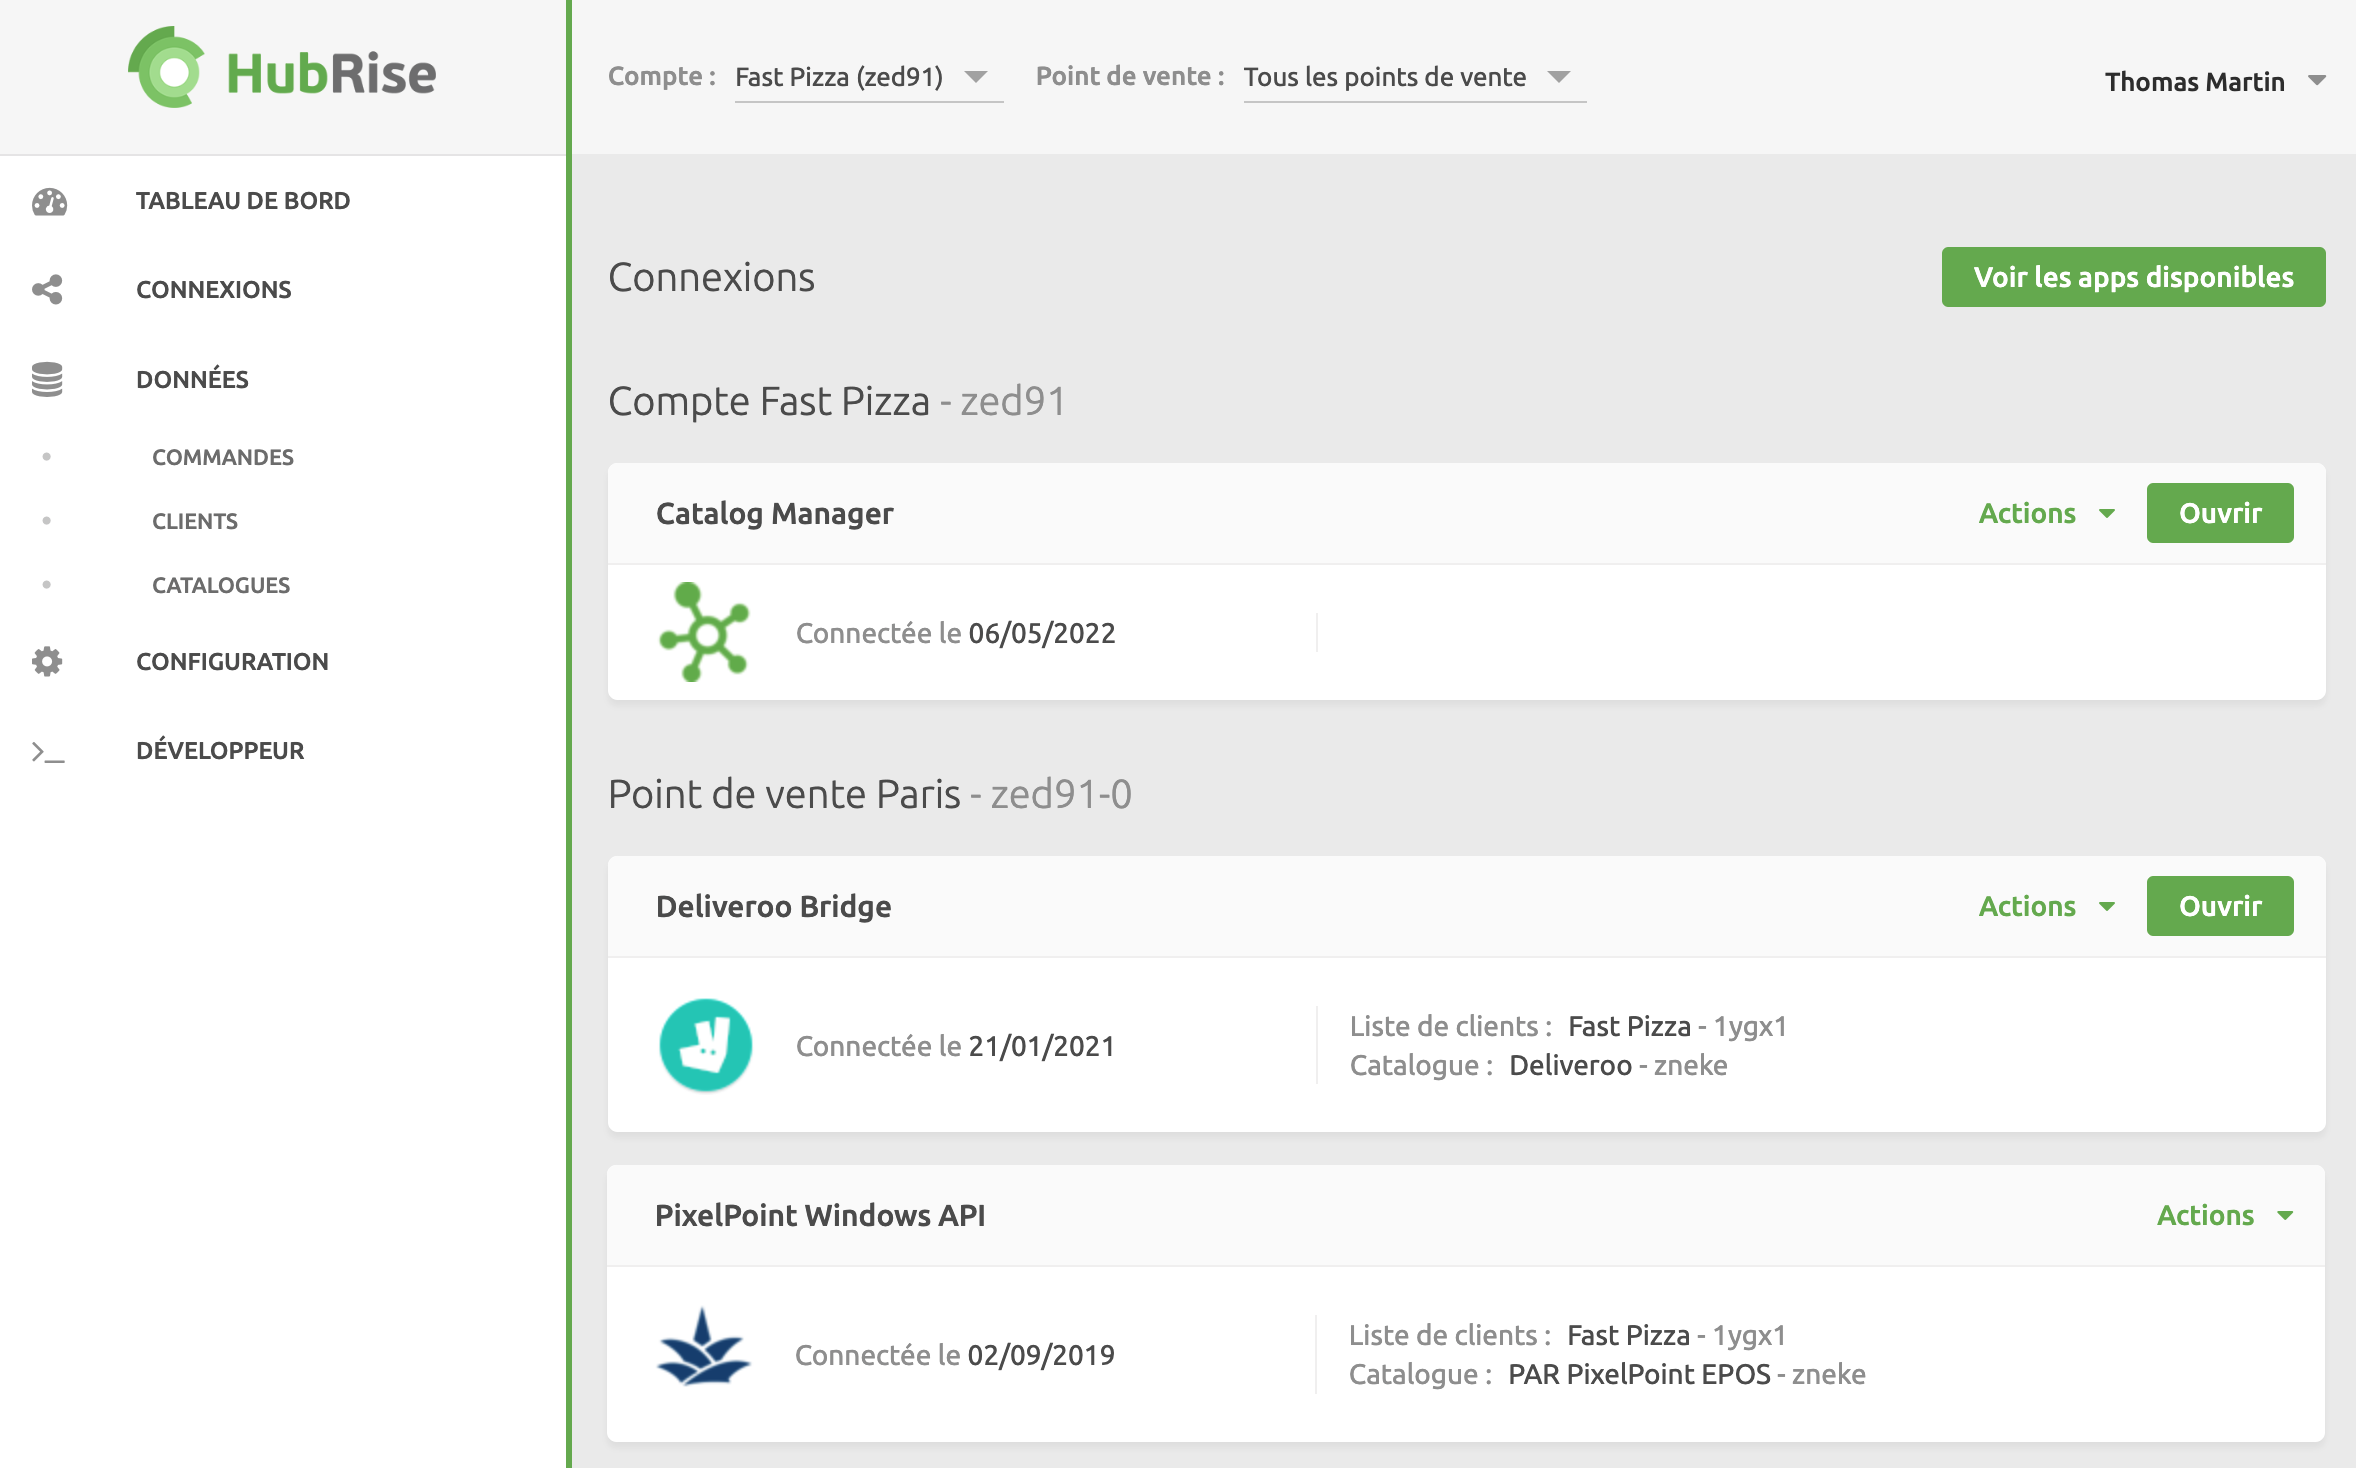 HubRise
Compte : Fast Pizza (zed91) Point de vente : Tous les points de vente
Thomas Martin
TABLEAU DE BORD
CONNEXIONS
DONNÉES
COMMANDES
CLIENTS
CATALOGUES
CONFIGURATION
DÉVELOPPEUR
Connexions
Voir les apps disponibles
Compte Fast Pizza - zed91
Catalog Manager
Actions
Ouvrir
Connectée le 06/05/2022
Point de vente Paris - zed91-0
Deliveroo Bridge
Actions
Ouvrir
Connectée le 21/01/2021
Liste de clients : Fast Pizza - 1ygx1
Catalogue : Deliveroo - zneke
PixelPoint Windows API
Actions
Connectée le 02/09/2019
Liste de clients : Fast Pizza - 1ygx1
Catalogue : PAR PixelPoint EPOS - zneke